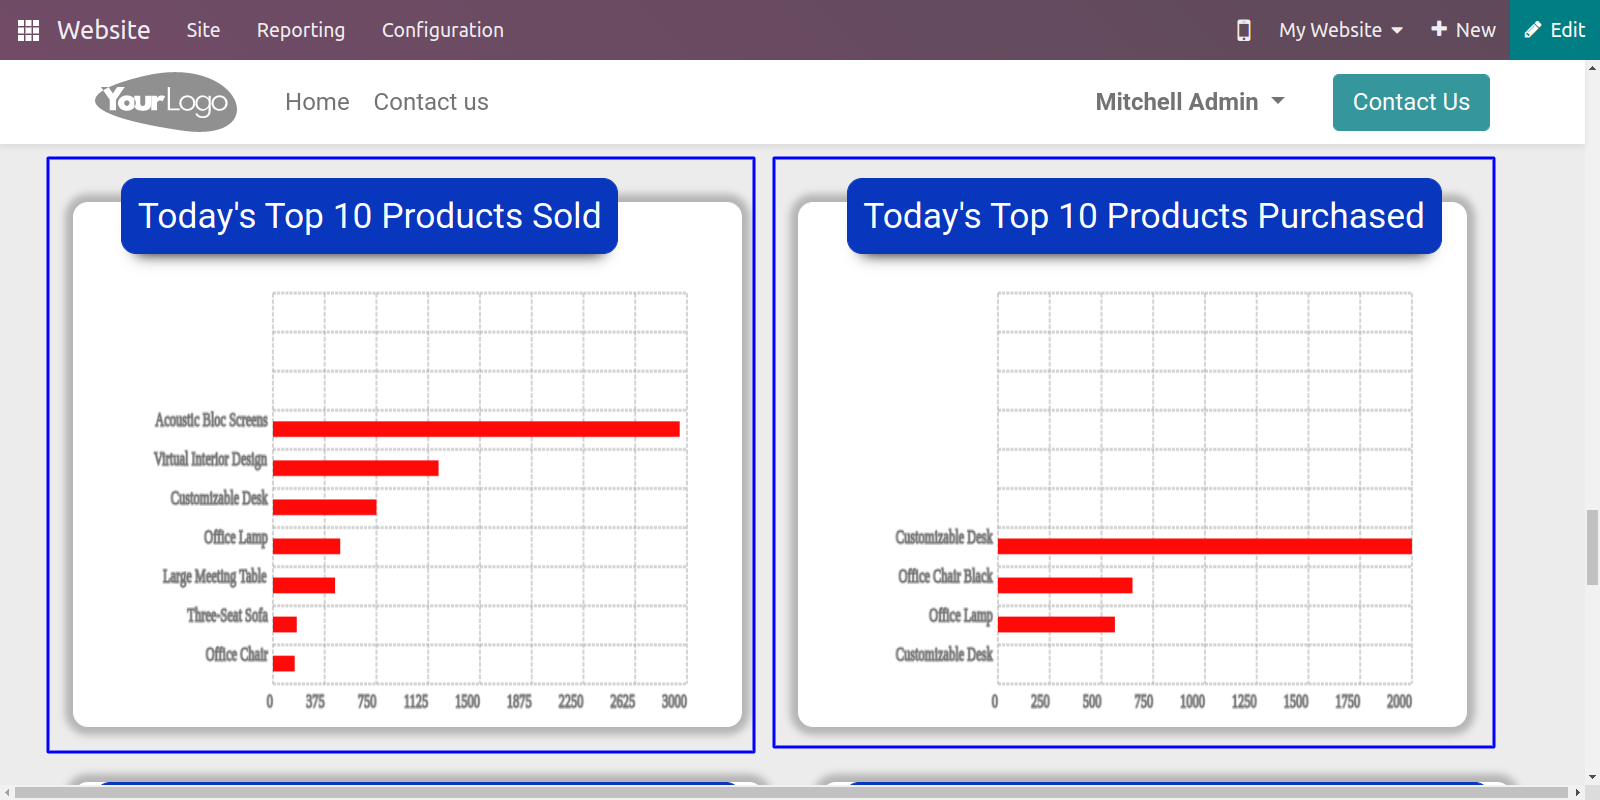 Website Site Reporting Configuration My Website New Edit
YourLogo Home Contact us Mitchell Admin Contact Us
Today's Top 10 Products Sold
Acoustic Bloc Screens
Virtual Interior Design
Customizable Desk
Office Lamp
Large Meeting Table
Three-Seat Sofa
Office Chair
0 375 750 1125 1500 1875 2250 2625 3000
Today's Top 10 Products Purchased
Customizable Desk
Office Chair Black
Office Lamp
Customizable Desk
0 250 500 750 1000 1250 1500 1750 2000